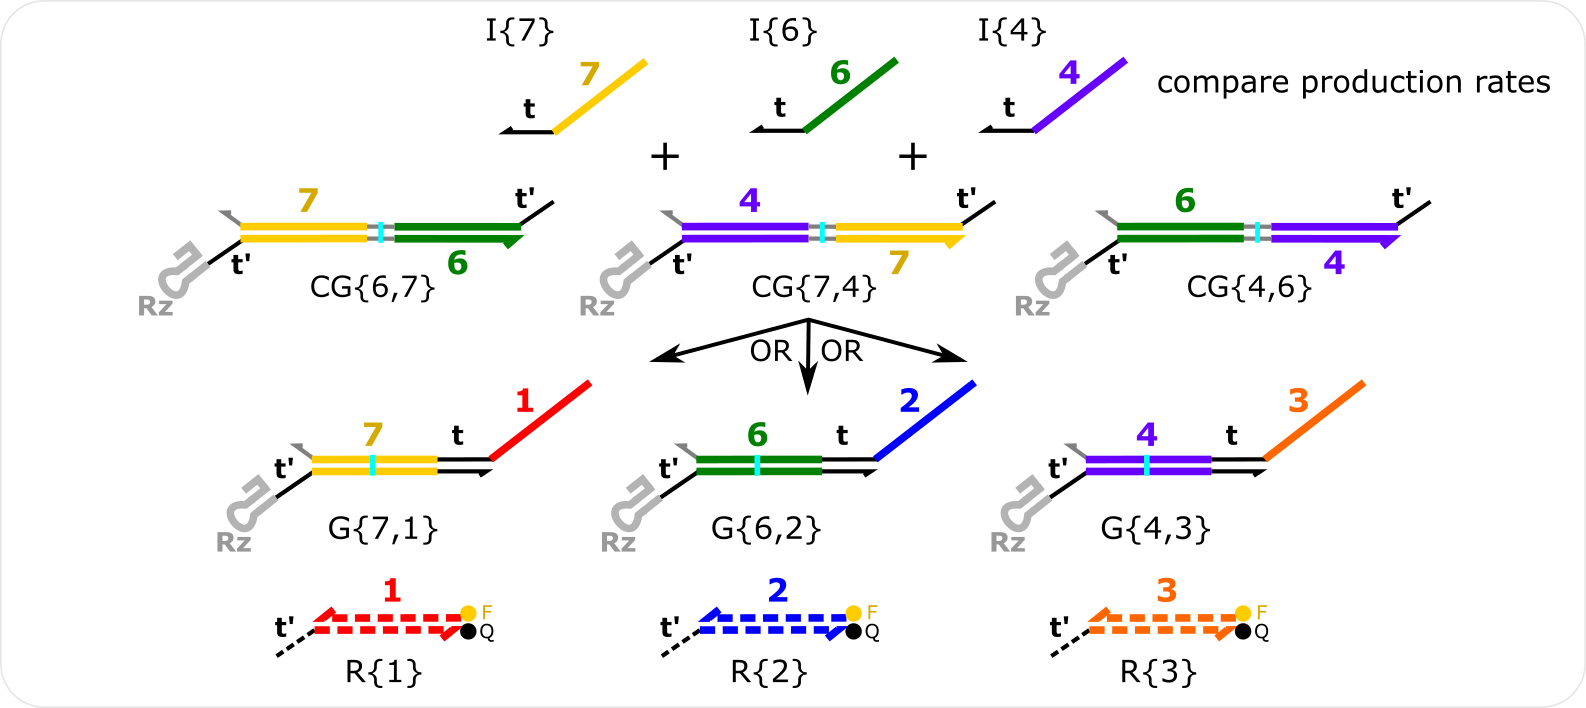 I{7}
I{6}
I{4}
7
6
4
compare production rates
t
t
t
+
+
7
t'
4
t'
6
t'
t'
6
t'
7
t'
4
Rz
CG{6,7}
Rz
CG{7,4}
Rz
CG{4,6}
OR OR
1
2
3
7
t
6
t
4
t
t'
t'
t'
Rz
G{7,1}
Rz
G{6,2}
Rz
G{4,3}
1
2
3
t'
F
Q
t'
F
Q
t'
F
Q
R{1}
R{2}
R{3}